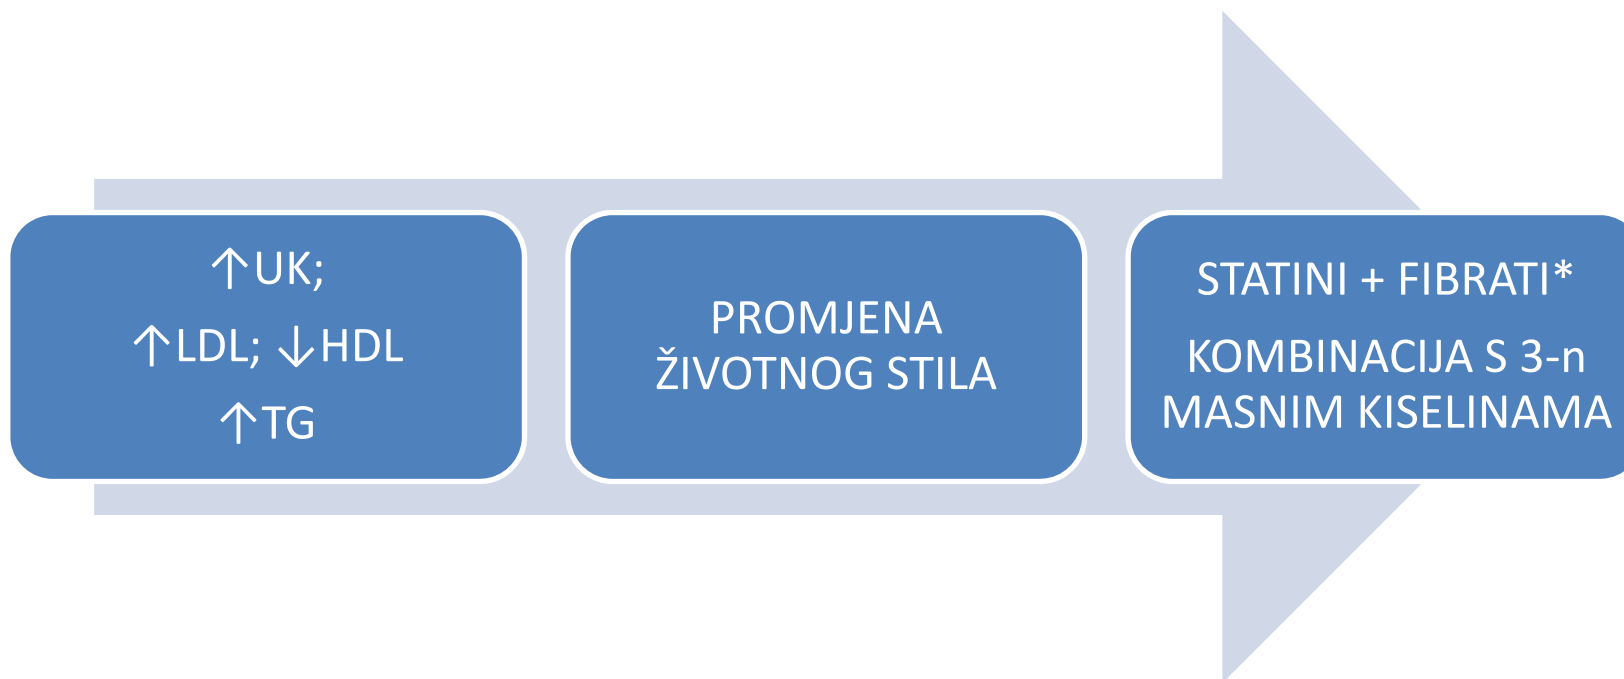 ↑UK;
↑LDL; ↓HDL
↑TG
PROMJENA
ŽIVOTNOG STILA
STATINI + FIBRATI*
KOMBINACIJA S 3-n
MASNIM KISELINAMA